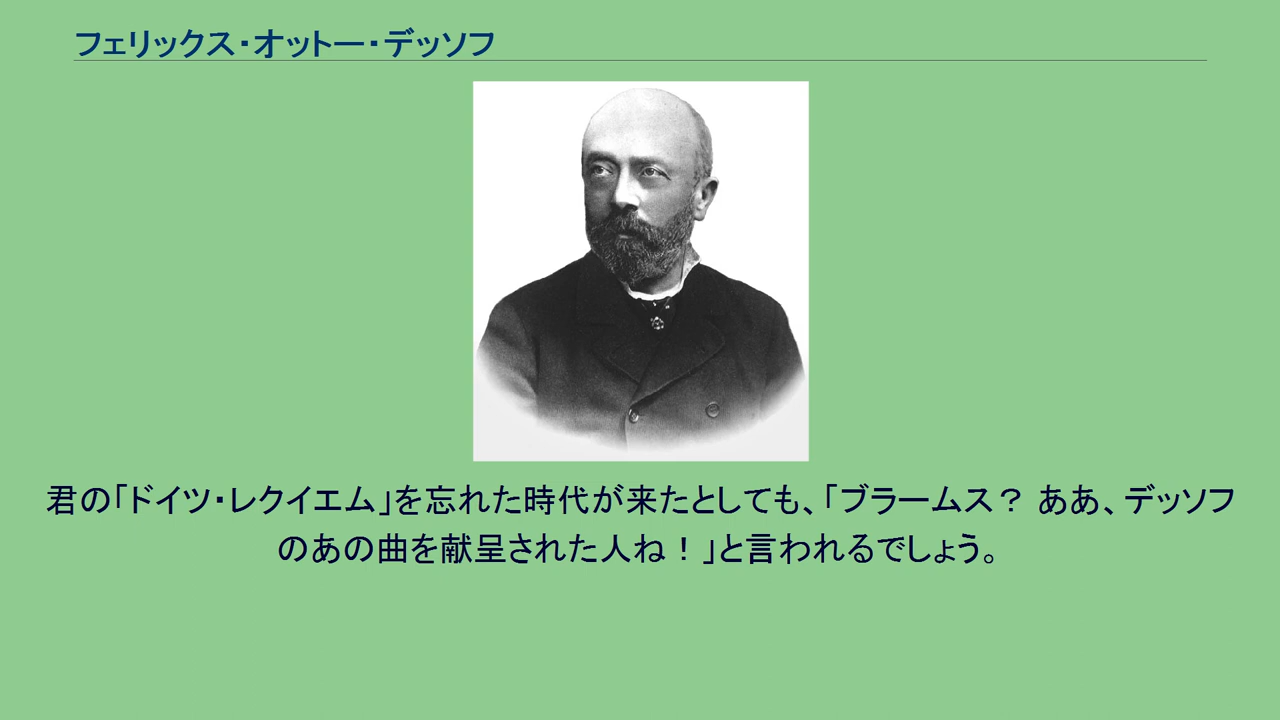 フェリックス・オットー・デッソフ
君の｢ドイツ・レクイエム｣を忘れた時代が来たとしても、｢ブラームス？ ああ、デッソフ
のあの曲を献呈された人ね！｣と言われるでしょう。